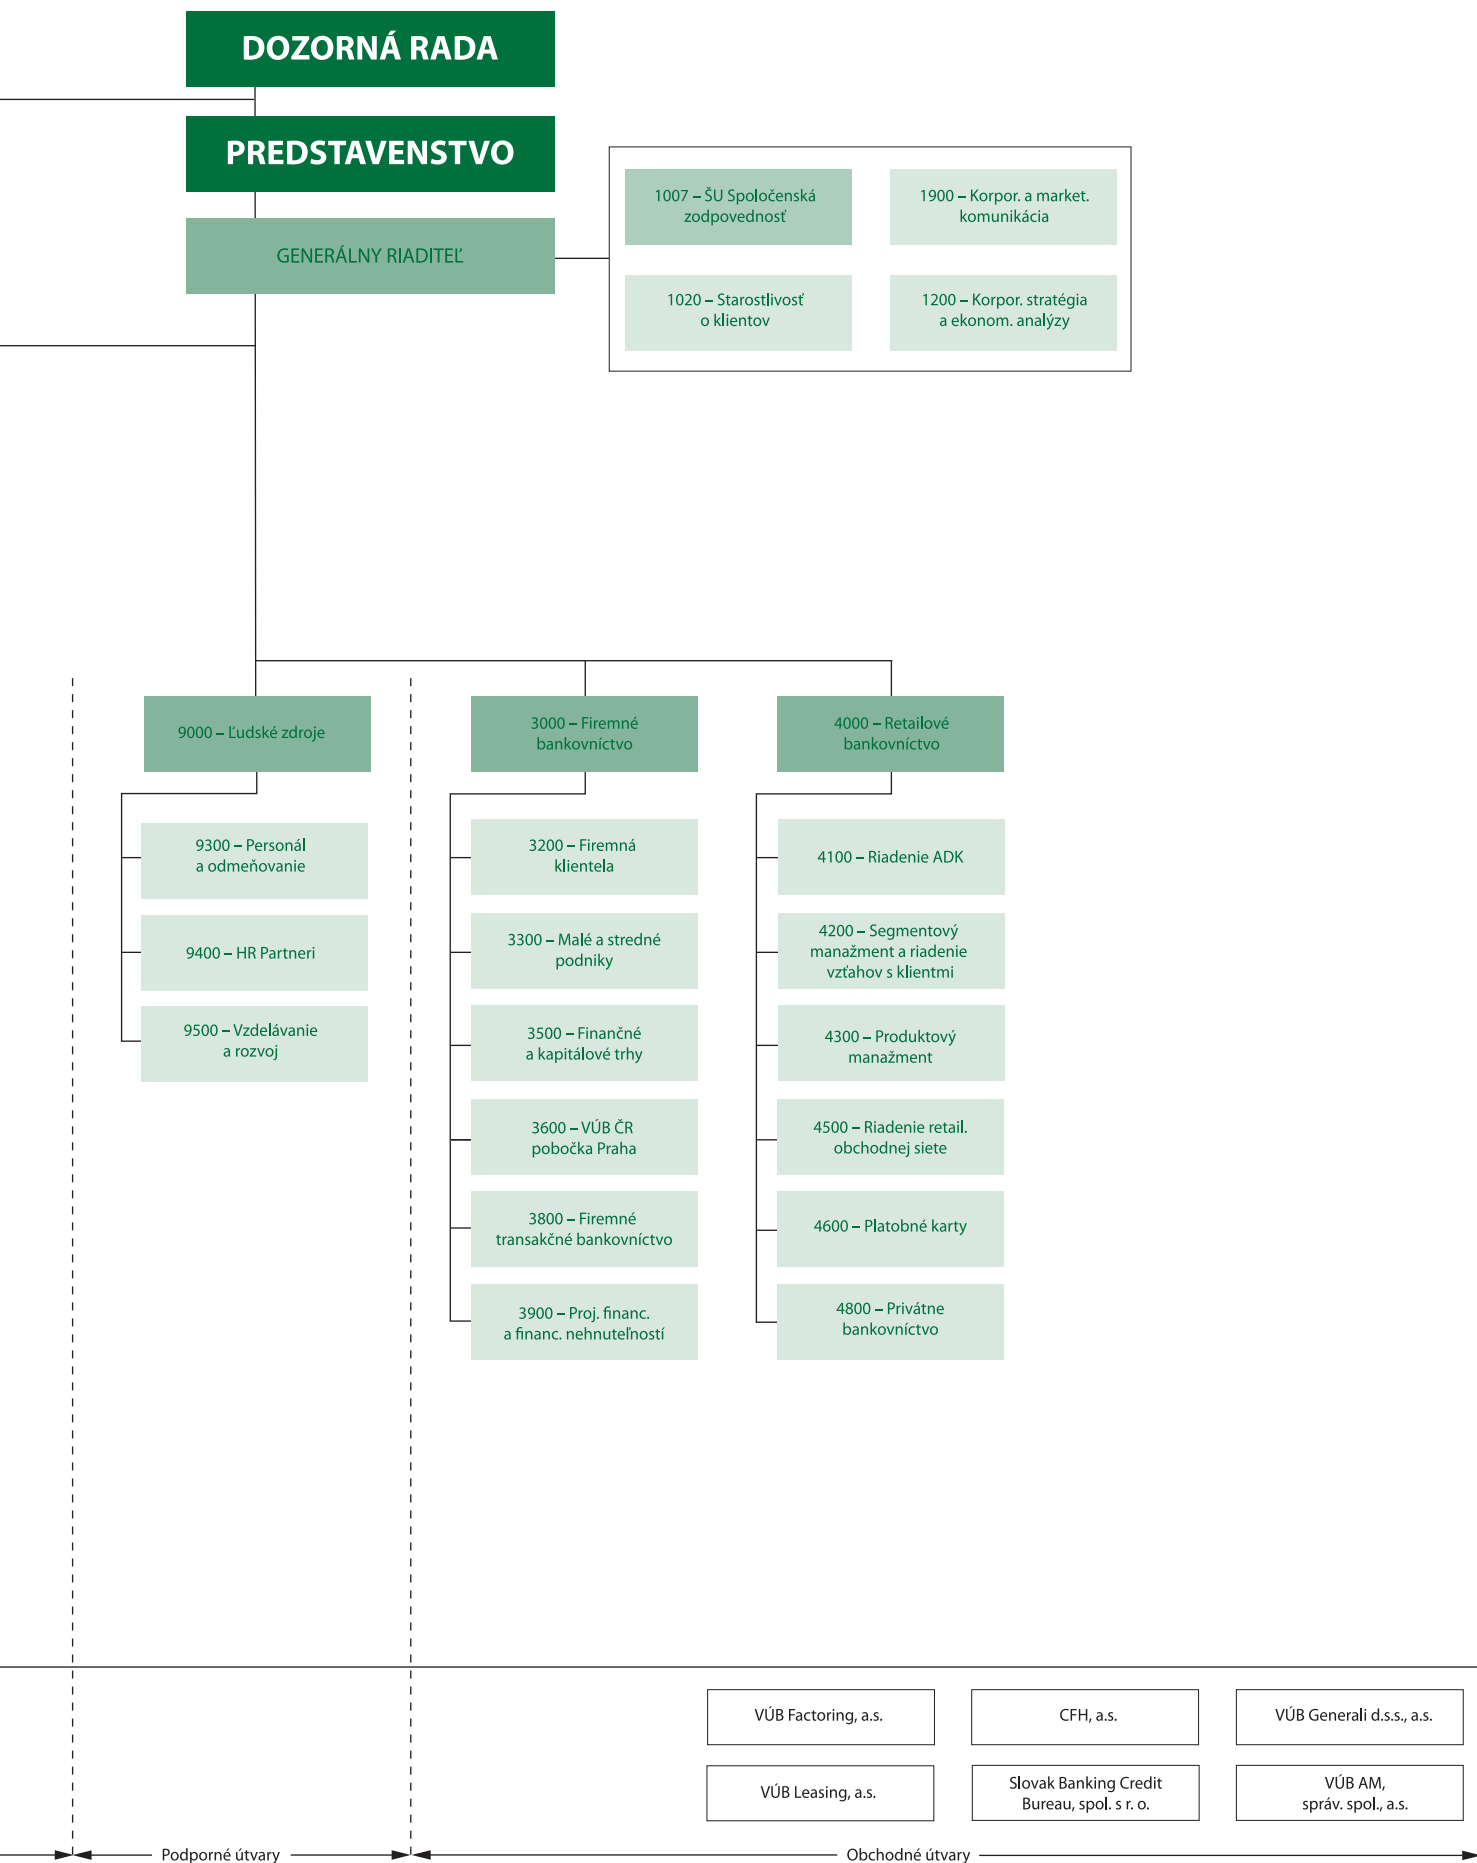 DOZORNÁ RADA
PREDSTAVENSTVO
GENERÁLNY RIADITEĽ
1007 – ŠU Spoločenská
zodpovednosť
1900 – Korpor. a market.
komunikácia
1020 – Starostlivosť
o klientov
1200 – Korpor. stratégia
a ekonom. analýzy
9000 – Ľudské zdroje
9300 – Personál
a odmeňovanie
9400 – HR Partneri
9500 – Vzdelávanie
a rozvoj
3000 – Firemné
bankovníctvo
3200 – Firemná
klientela
3300 – Malé a stredné
podniky
3500 – Finančné
a kapitálové trhy
3600 – VÚB ČR
pobočka Praha
3800 – Firemné
transakčné bankovníctvo
3900 – Proj. financ.
a financ. nehnuteľností
4000 – Retailové
bankovníctvo
4100 – Riadenie ADK
4200 – Segmentový
manažment a riadenie
vzťahov s klientmi
4300 – Produktový
manažment
4500 – Riadenie retail.
obchodnej siete
4600 – Platobné karty
4800 – Privátne
bankovníctvo
VÚB Factoring, a.s.
CFH, a.s.
VÚB Generali d.s.s., a.s.
VÚB Leasing, a.s.
Slovak Banking Credit
Bureau, spol. s r. o.
VÚB AM,
správ. spol., a.s.
Podporné útvary
Obchodné útvary